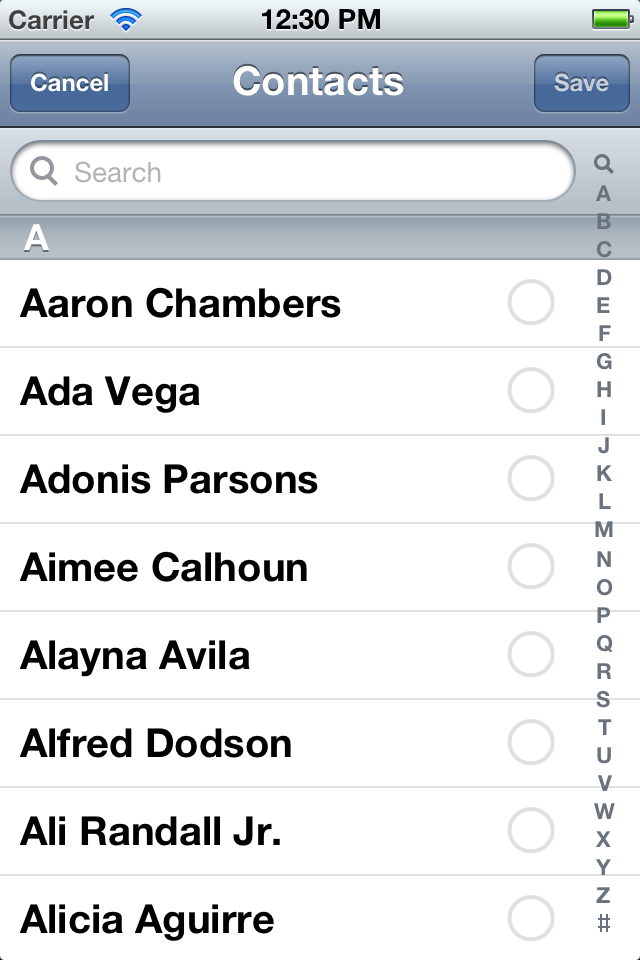 Carrier 12:30 PM
Cancel Contacts Save
Search
A
Aaron Chambers
Ada Vega
Adonis Parsons
Aimee Calhoun
Alayna Avila
Alfred Dodson
Ali Randall Jr.
Alicia Aguirre
A
B
C
D
E
F
G
H
I
J
K
L
M
N
O
P
Q
R
S
T
U
V
W
X
Y
Z
#